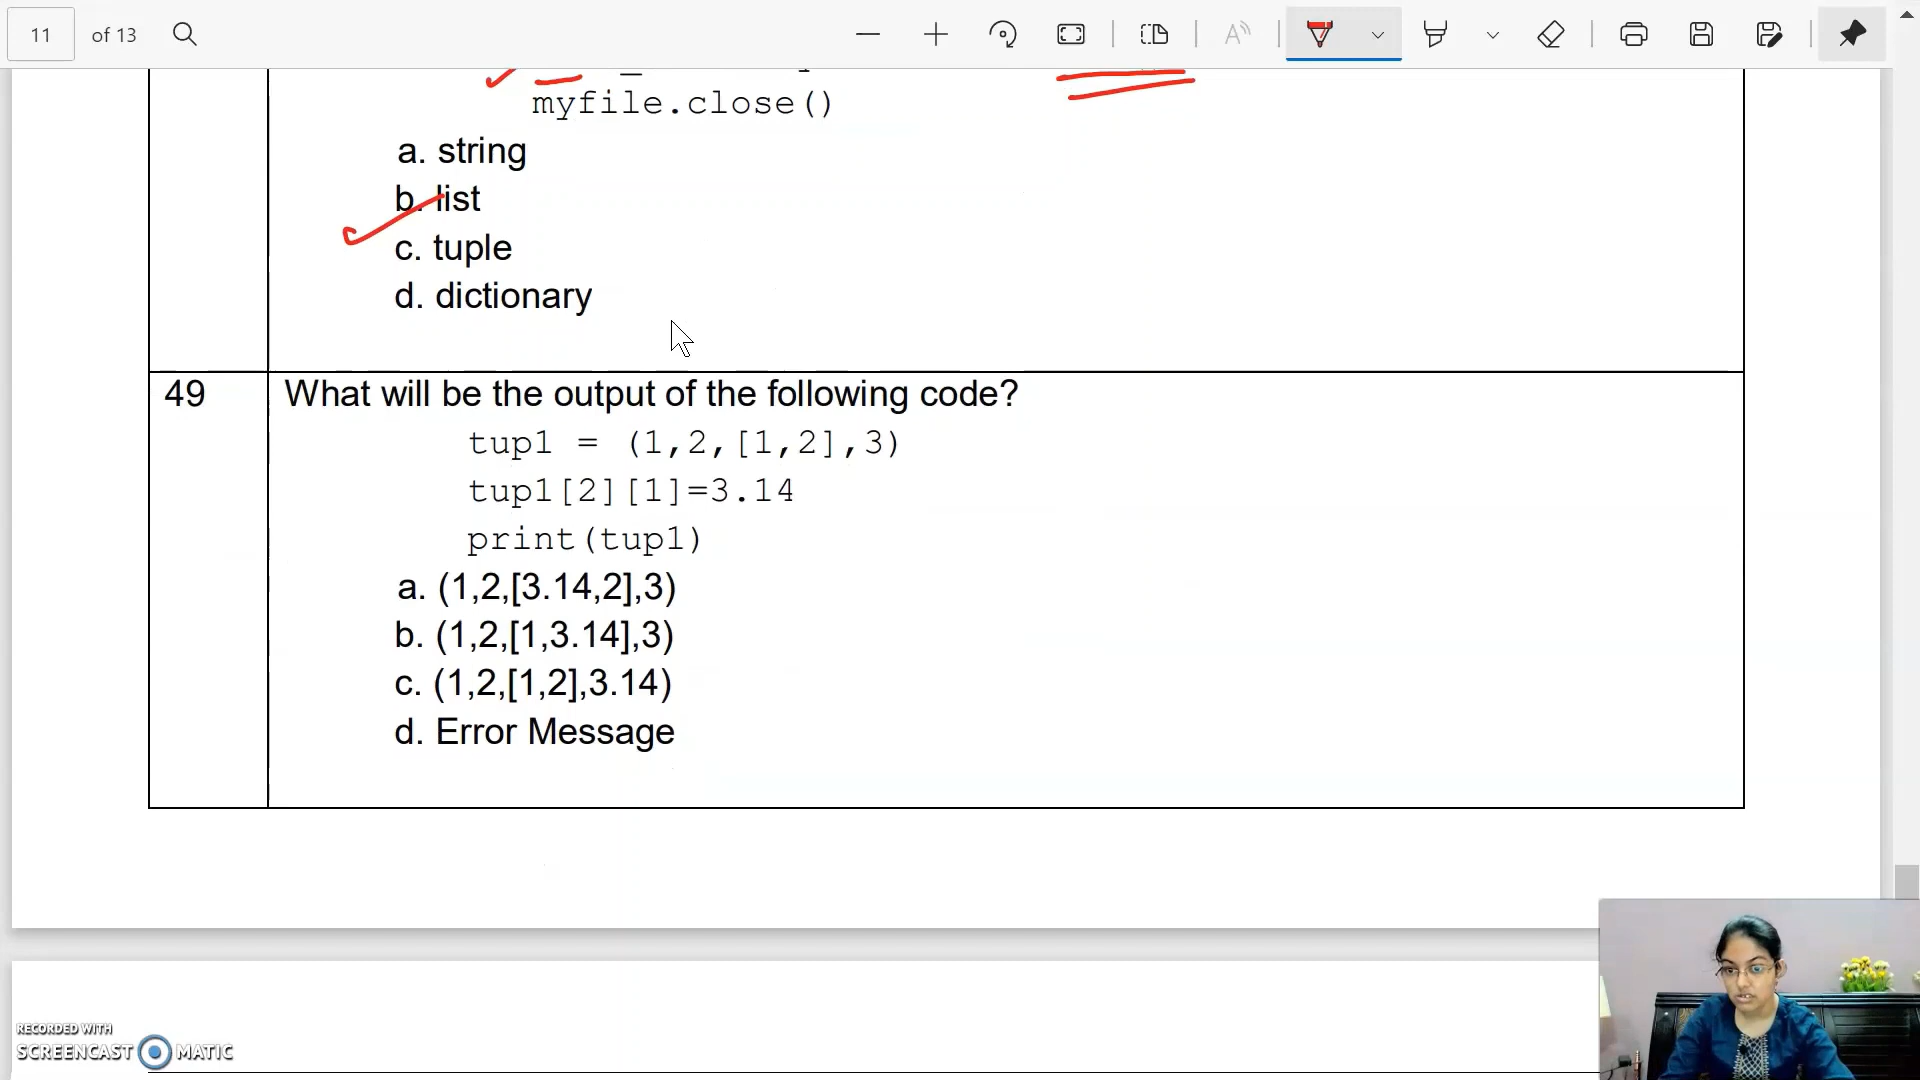 11 of 13
myfile.close()
a. string
b. list
c. tuple
d. dictionary
49 What will be the output of the following code?
tup1 = (1,2,[1,2],3)
tup1[2][1]=3.14
print(tup1)
a. (1,2,[3.14,2],3)
b. (1,2,[1,3.14],3)
c. (1,2,[1,2],3.14)
d. Error Message
RECORDED WITH
SCREENCAST MATIC